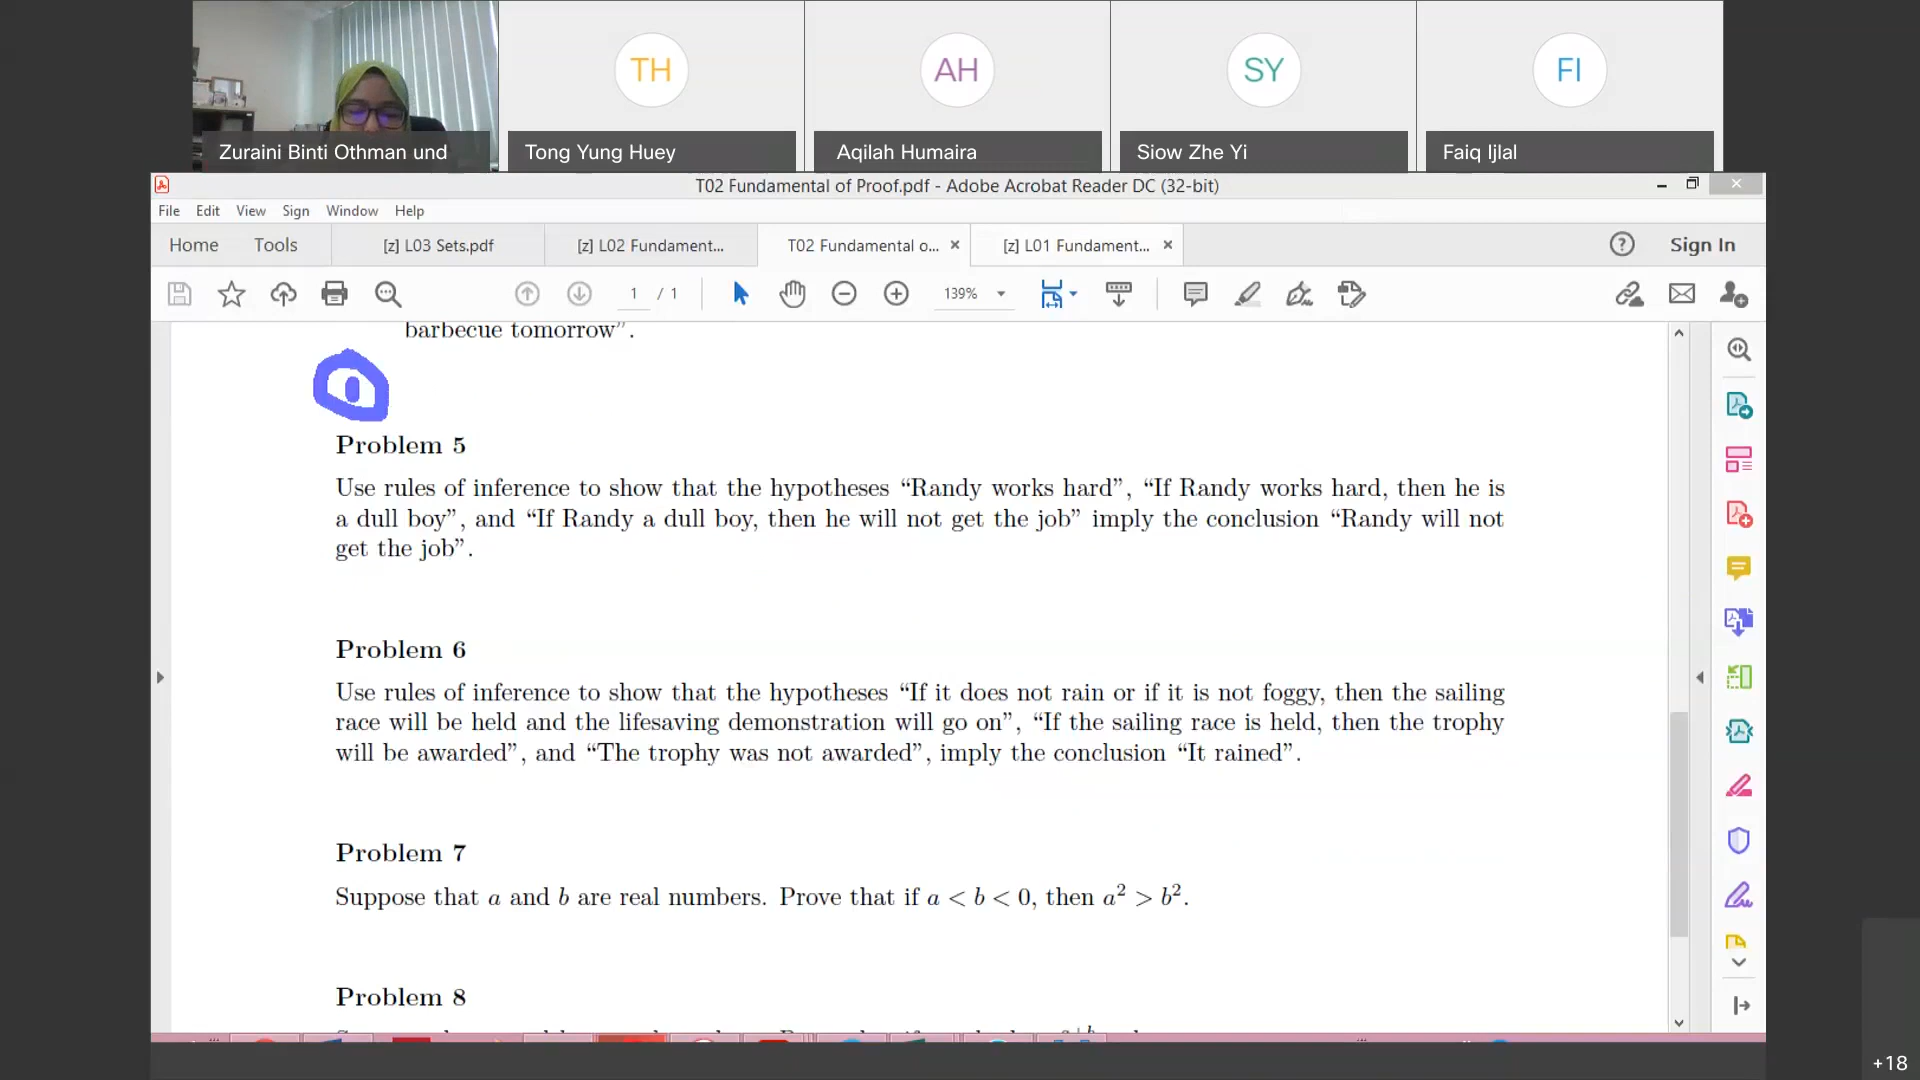 TH
AH
SY
FI
Zuraini Binti Othman und
Tong Yung Huey
Aqilah Humaira
Siow Zhe Yi
Faiq Ijlal
T02 Fundamental of Proof.pdf - Adobe Acrobat Reader DC (32-bit)
File Edit View Sign Window Help
Home Tools [z] L03 Sets.pdf [z] L02 Fundament... T02 Fundamental o... × [z] L01 Fundament... × Sign In
1 / 1 139%
barbecue tomorrow”.
Problem 5
Use rules of inference to show that the hypotheses “Randy works hard”, “If Randy works hard, then he is
a dull boy”, and “If Randy a dull boy, then he will not get the job” imply the conclusion “Randy will not
get the job”.
Problem 6
Use rules of inference to show that the hypotheses “If it does not rain or if it is not foggy, then the sailing
race will be held and the lifesaving demonstration will go on”, “If the sailing race is held, then the trophy
will be awarded”, and “The trophy was not awarded”, imply the conclusion “It rained”.
Problem 7
Suppose that a and b are real numbers. Prove that if a < b < 0, then a² > b².
Problem 8
+18